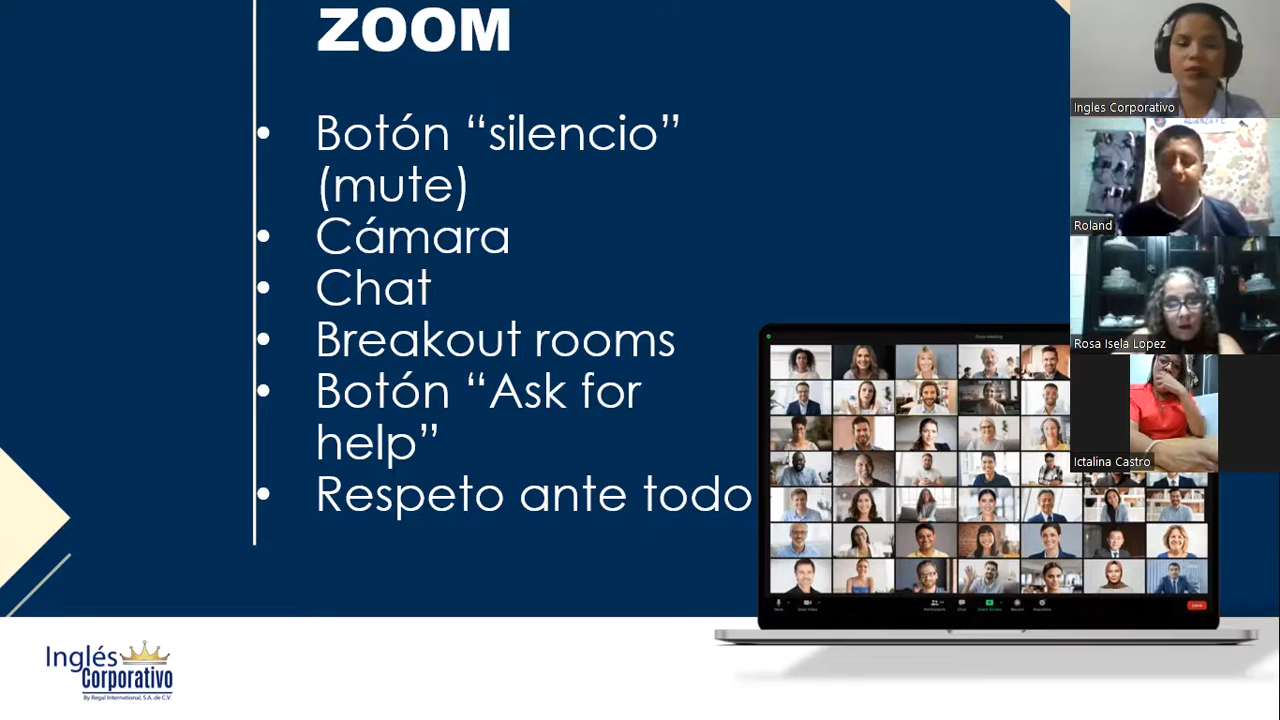 ZOOM
• Botón “silencio”
(mute)
• Cámara
• Chat
• Breakout rooms
• Botón “Ask for
help”
• Respeto ante todo
Ingles Corporativo
Roland
Rosa Isela Lopez
Ictalina Castro
Inglés
Corporativo
By Regal International, S.A. de C.V.